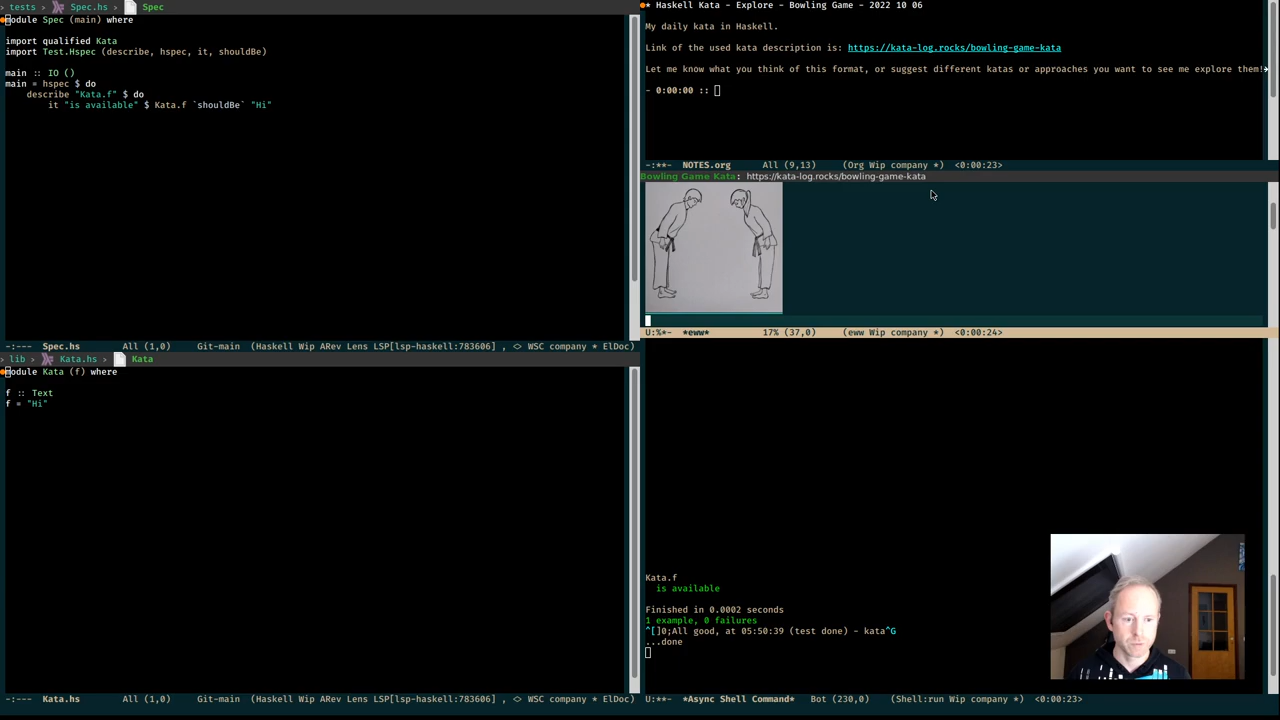 tests › Spec.hs › Spec
module Spec (main) where
import qualified Kata
import Test.Hspec (describe, hspec, it, shouldBe)
main :: IO ()
main = hspec $ do
describe "Kata.f" $ do
it "is available" $ Kata.f `shouldBe` "Hi"
-:--- Spec.hs All (1,0) Git-main (Haskell Wip ARev Lens LSP[lsp-haskell:783606] , <> WSC company * ElDoc)
lib › Kata.hs › Kata
module Kata (f) where
f :: Text
f = "Hi"
-:--- Kata.hs All (1,0) Git-main (Haskell Wip ARev Lens LSP[lsp-haskell:783606] , <> WSC company * ElDoc)
* Haskell Kata - Explore - Bowling Game - 2022 10 06
My daily kata in Haskell.
Link of the used kata description is: https://kata-log.rocks/bowling-game-kata
Let me know what you think of this format, or suggest different katas or approaches you want to see me explore them!
- 0:00:00 ::
-:**- NOTES.org All (9,13) (Org Wip company *) <0:00:23>
Bowling Game Kata: https://kata-log.rocks/bowling-game-kata
U:%*- *eww* 17% (37,0) (eww Wip company *) <0:00:24>
Kata.f
is available
Finished in 0.0002 seconds
1 example, 0 failures
^[]0;All good, at 05:50:39 (test done) - kata^G
...done
U:**- *Async Shell Command* Bot (230,0) (Shell:run Wip company *) <0:00:23>